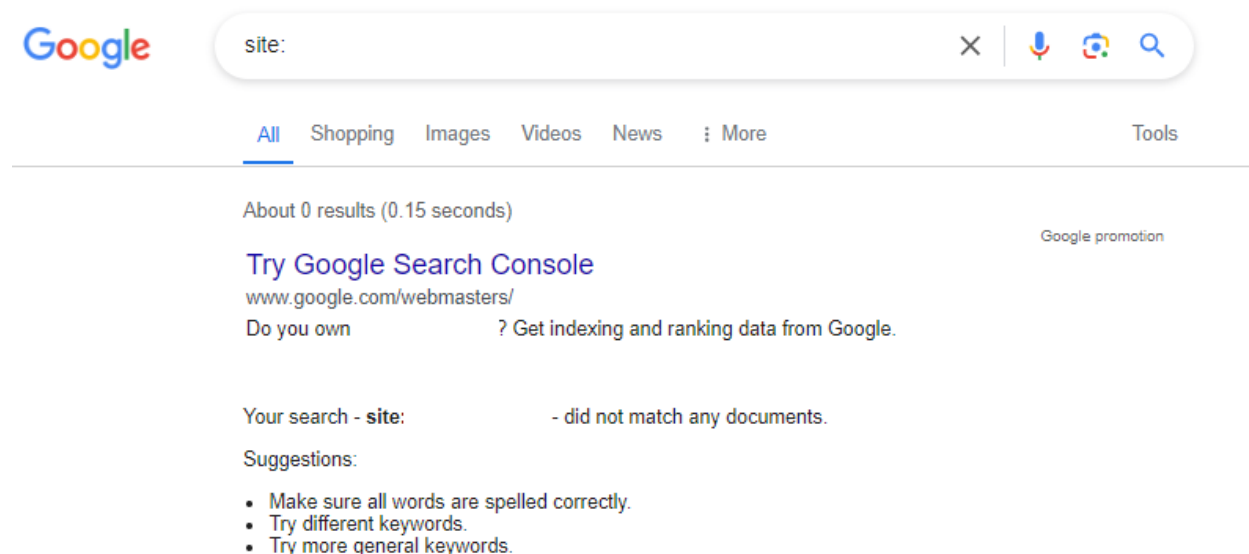 Google
site:
All Shopping Images Videos News More Tools
About 0 results (0.15 seconds)
Google promotion
Try Google Search Console
www.google.com/webmasters/
Do you own ? Get indexing and ranking data from Google.
Your search - site: - did not match any documents.
Suggestions:
• Make sure all words are spelled correctly.
• Try different keywords.
• Try more general keywords.